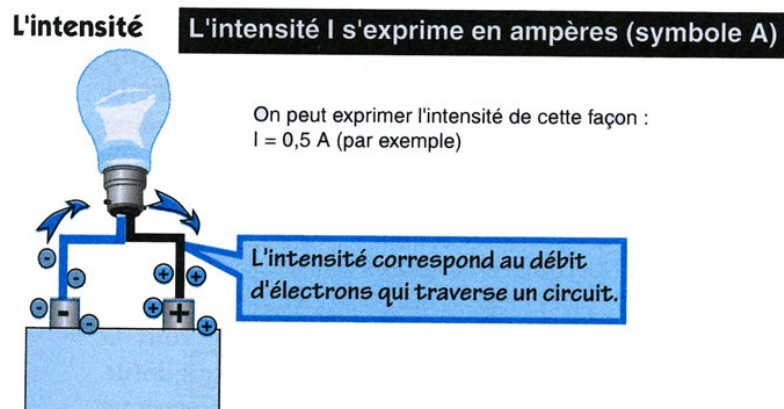 L'intensité
L'intensité I s'exprime en ampères (symbole A)
On peut exprimer l'intensité de cette façon :
I = 0,5 A (par exemple)
L'intensité correspond au débit
d'électrons qui traverse un circuit.
- + 
- +
- +
- +
- +